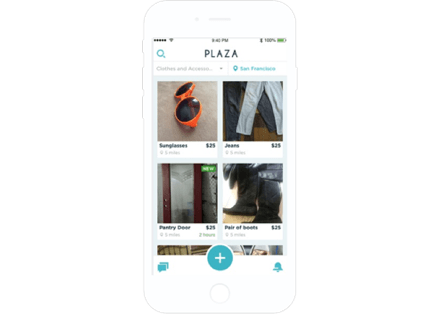 9:40 PM
100%
PLAZA
Clothes and Accesso...
San Francisco
Sunglasses $25
5 miles
Jeans $25
5 miles
NEW
Pantry Door $25
5 miles 2 hours
Pair of boots $25
5 miles